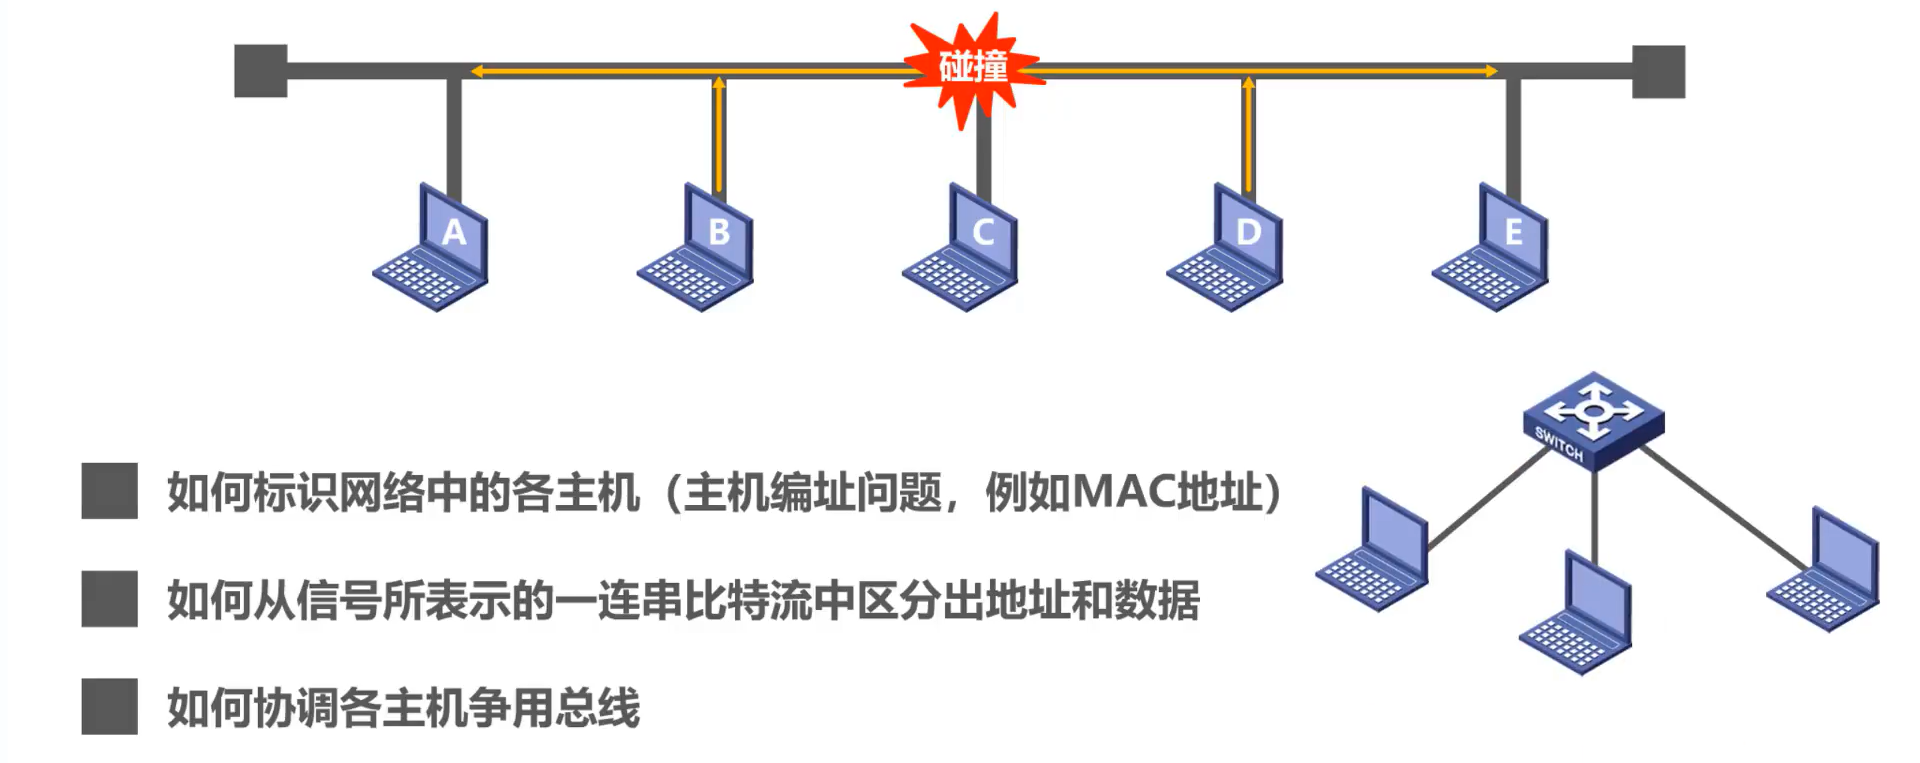 碰撞
A
B
C
D
E
SWITCH
如何标识网络中的各主机（主机编址问题，例如MAC地址）
如何从信号所表示的一连串比特流中区分出地址和数据
如何协调各主机争用总线